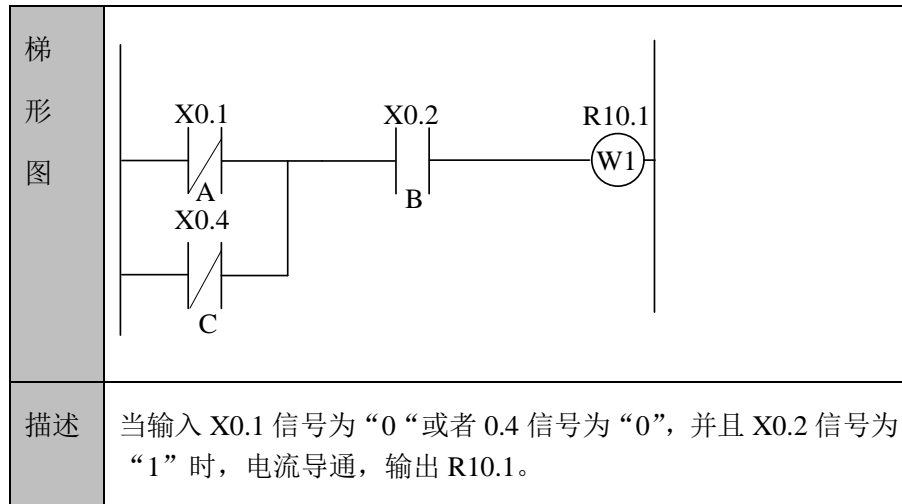 梯
形
图
X0.1 X0.2 R10.1
W1
A B
X0.4
C
描述
当输入 X0.1 信号为“0 “或者 0.4 信号为“0”，并且 X0.2 信号为
“1”时，电流导通，输出 R10.1。